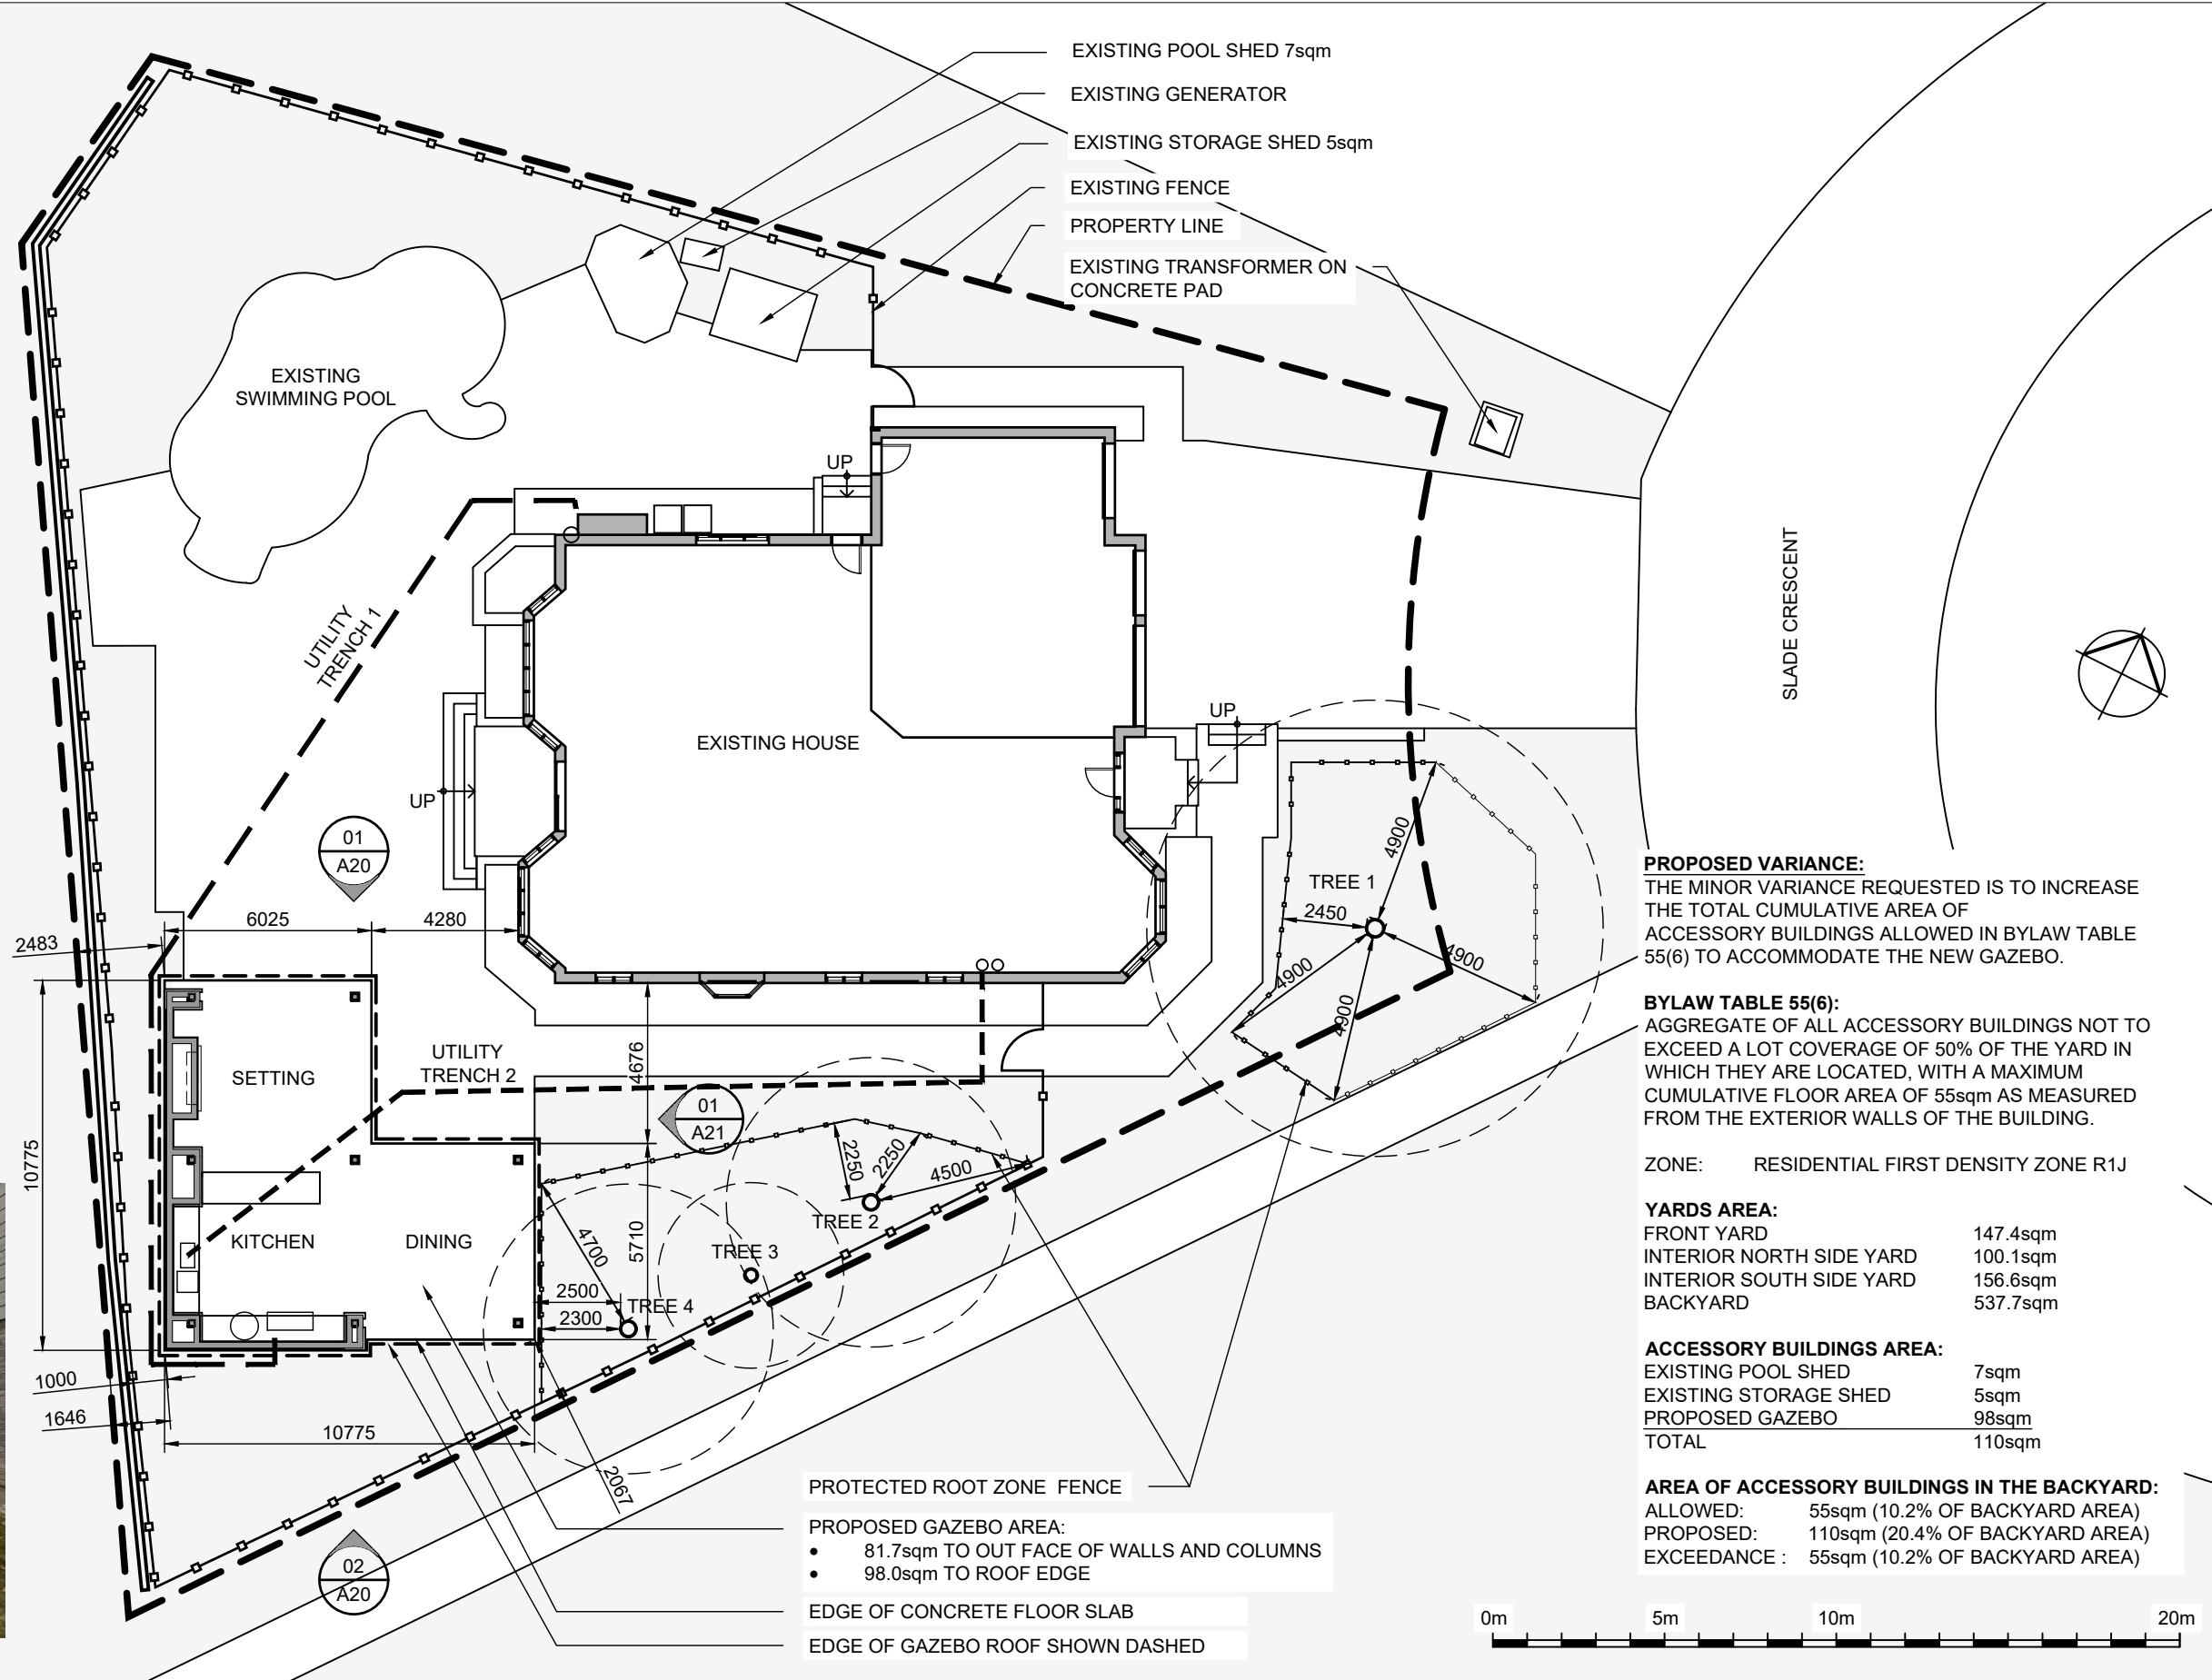 EXISTING POOL SHED 7sqm
EXISTING GENERATOR
EXISTING STORAGE SHED 5sqm
EXISTING FENCE
PROPERTY LINE
EXISTING TRANSFORMER ON
CONCRETE PAD
EXISTING
SWIMMING POOL
UP
UTILITY
TRENCH 1
SLADE CRESCENT
EXISTING HOUSE
UP
UP
01
A20
6025
4280
2483
4900
TREE 1
2450
4900
4900
4900
UTILITY
TRENCH 2
SETTING
4676
01
A21
10775
2250
2250
4500
TREE 2
KITCHEN
DINING
4700
5710
TREE 3
2500
TREE 4
2300
1000
1646
10775
2067
02
A20
PROTECTED ROOT ZONE FENCE
PROPOSED GAZEBO AREA:
• 81.7sqm TO OUT FACE OF WALLS AND COLUMNS
• 98.0sqm TO ROOF EDGE
EDGE OF CONCRETE FLOOR SLAB
EDGE OF GAZEBO ROOF SHOWN DASHED
PROPOSED VARIANCE:
THE MINOR VARIANCE REQUESTED IS TO INCREASE
THE TOTAL CUMULATIVE AREA OF
ACCESSORY BUILDINGS ALLOWED IN BYLAW TABLE
55(6) TO ACCOMMODATE THE NEW GAZEBO.
BYLAW TABLE 55(6):
AGGREGATE OF ALL ACCESSORY BUILDINGS NOT TO
EXCEED A LOT COVERAGE OF 50% OF THE YARD IN
WHICH THEY ARE LOCATED, WITH A MAXIMUM
CUMULATIVE FLOOR AREA OF 55sqm AS MEASURED
FROM THE EXTERIOR WALLS OF THE BUILDING.
ZONE: RESIDENTIAL FIRST DENSITY ZONE R1J
YARDS AREA:
FRONT YARD 147.4sqm
INTERIOR NORTH SIDE YARD 100.1sqm
INTERIOR SOUTH SIDE YARD 156.6sqm
BACKYARD 537.7sqm
ACCESSORY BUILDINGS AREA:
EXISTING POOL SHED 7sqm
EXISTING STORAGE SHED 5sqm
PROPOSED GAZEBO 98sqm
TOTAL 110sqm
AREA OF ACCESSORY BUILDINGS IN THE BACKYARD:
ALLOWED: 55sqm (10.2% OF BACKYARD AREA)
PROPOSED: 110sqm (20.4% OF BACKYARD AREA)
EXCEEDANCE : 55sqm (10.2% OF BACKYARD AREA)
0m 5m 10m 20m